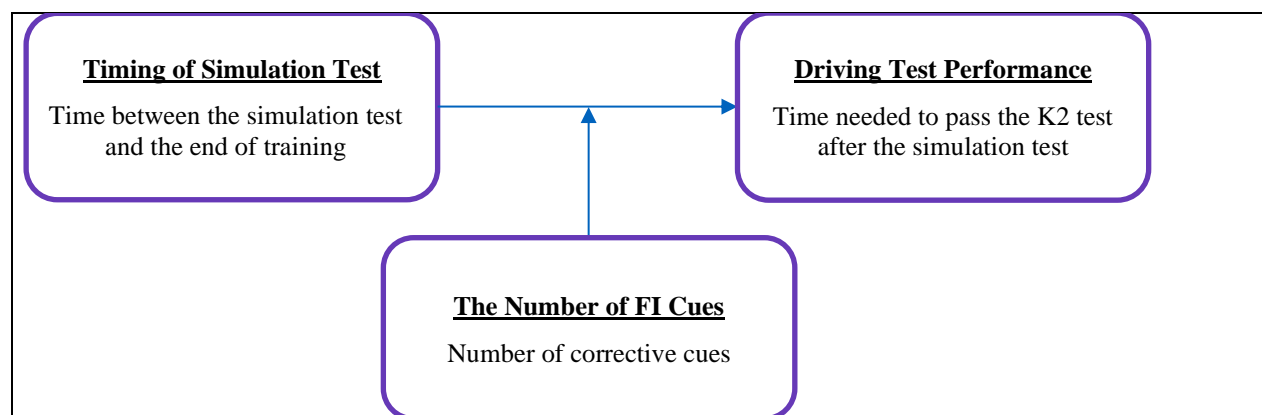 Timing of Simulation Test
Time between the simulation test
and the end of training
Driving Test Performance
Time needed to pass the K2 test
after the simulation test
The Number of FI Cues
Number of corrective cues